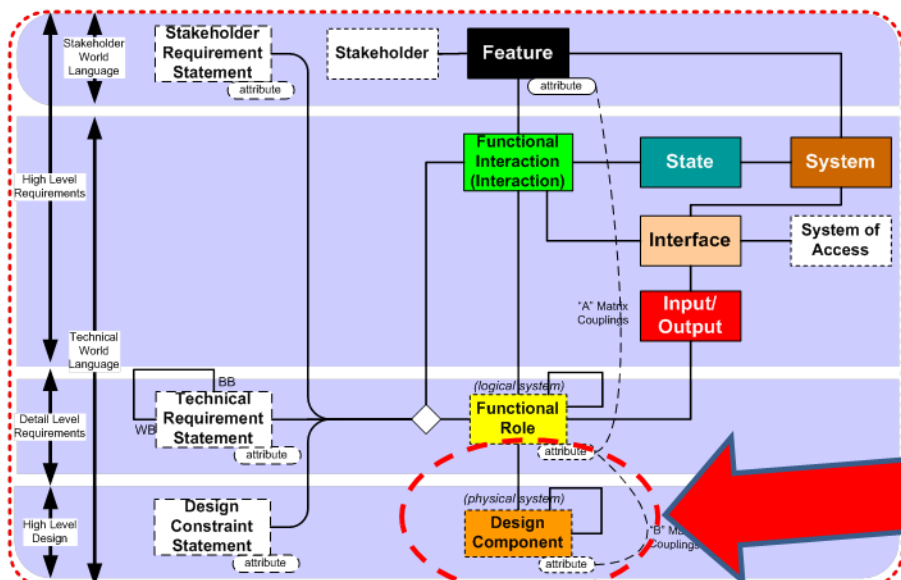 Stakeholder
World
Language
Stakeholder
Requirement
Statement
attribute
Stakeholder
Feature
attribute
High Level
Requirements
Functional
Interaction
(Interaction)
State
System
Interface
System of
Access
"A" Matrix
Couplings
Input/
Output
Technical
World
Language
Detail Level
Requirements
BB
WB
Technical
Requirement
Statement
attribute
(logical system)
Functional
Role
attribute
High Level
Design
Design
Constraint
Statement
attribute
(physical system)
Design
Component
attribute
"B" Ma
Couplings